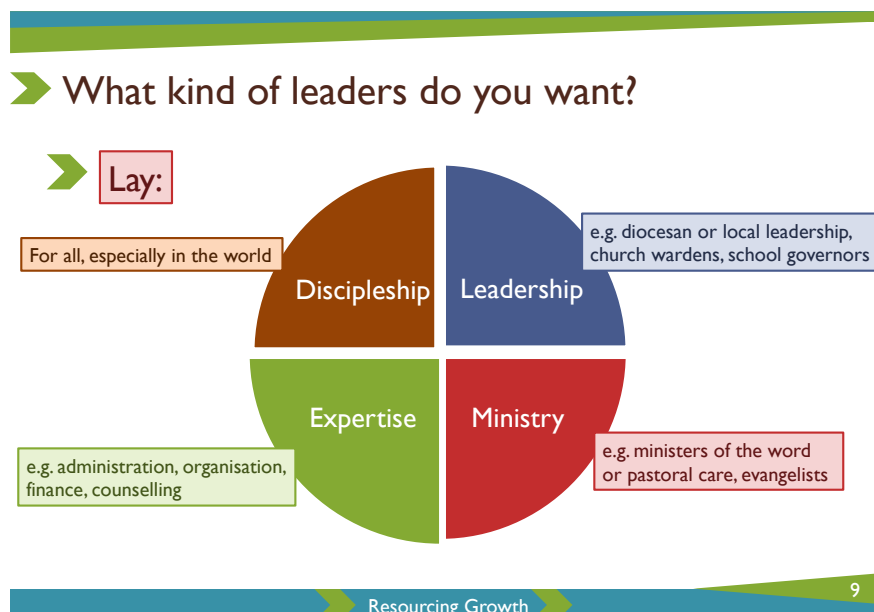 What kind of leaders do you want?
Lay:
For all, especially in the world
Discipleship
Leadership
e.g. diocesan or local leadership,
church wardens, school governors
Expertise
Ministry
e.g. administration, organisation,
finance, counselling
e.g. ministers of the word
or pastoral care, evangelists
Resourcing Growth
9